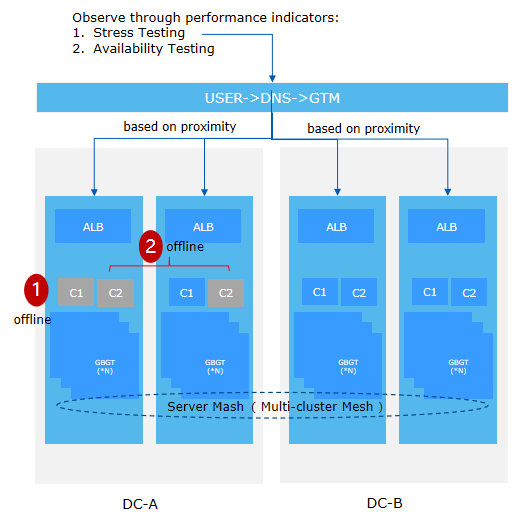 Observe through performance indicators:
1. Stress Testing
2. Availability Testing
USER->DNS->GTM
based on proximity
based on proximity
ALB
ALB
ALB
ALB
2
offline
1
offline
C1
C2
C1
C2
C1
C2
C1
C2
GBGT
(*N)
GBGT
(*N)
GBGT
(*N)
GBGT
(*N)
Server Mash ( Multi-cluster Mesh )
DC-A
DC-B